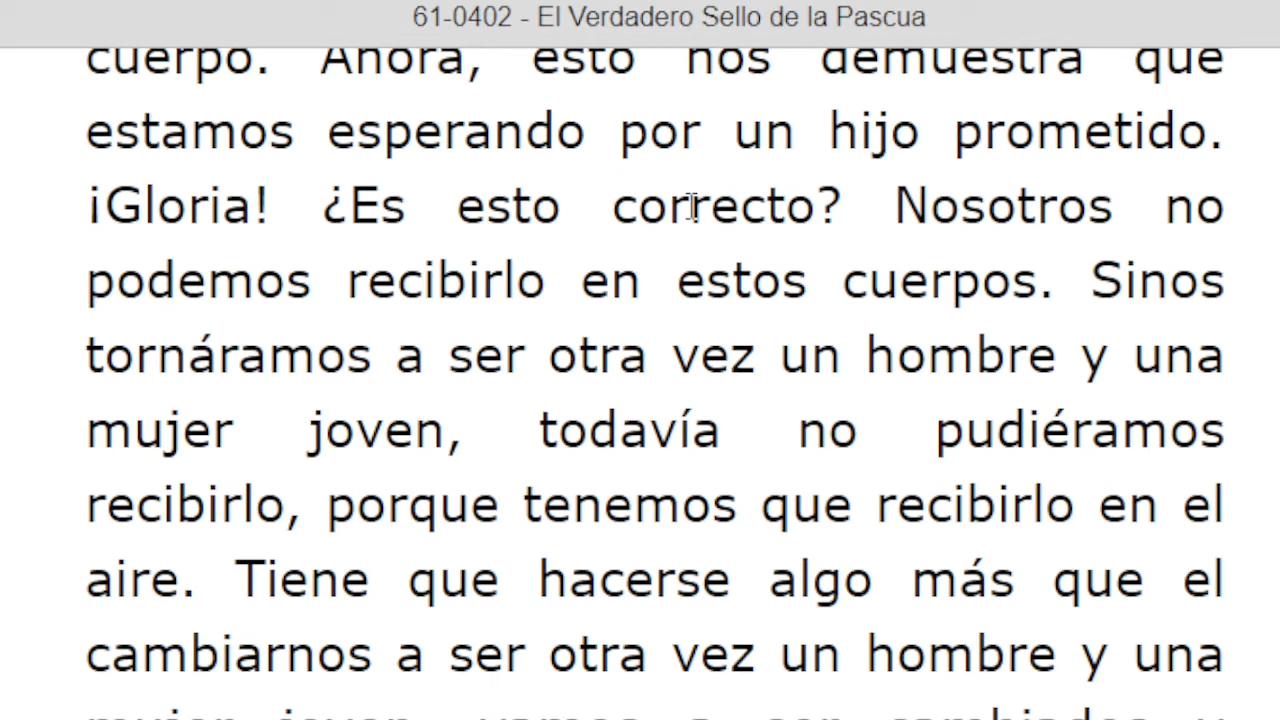 61-0402 - El Verdadero Sello de la Pascua
cuerpo. Ahora, esto nos demuestra que
estamos esperando por un hijo prometido.
¡Gloria! ¿Es esto correcto? Nosotros no
podemos recibirlo en estos cuerpos. Sinos
tornáramos a ser otra vez un hombre y una
mujer joven, todavía no pudiéramos
recibirlo, porque tenemos que recibirlo en el
aire. Tiene que hacerse algo más que el
cambiarnos a ser otra vez un hombre y una